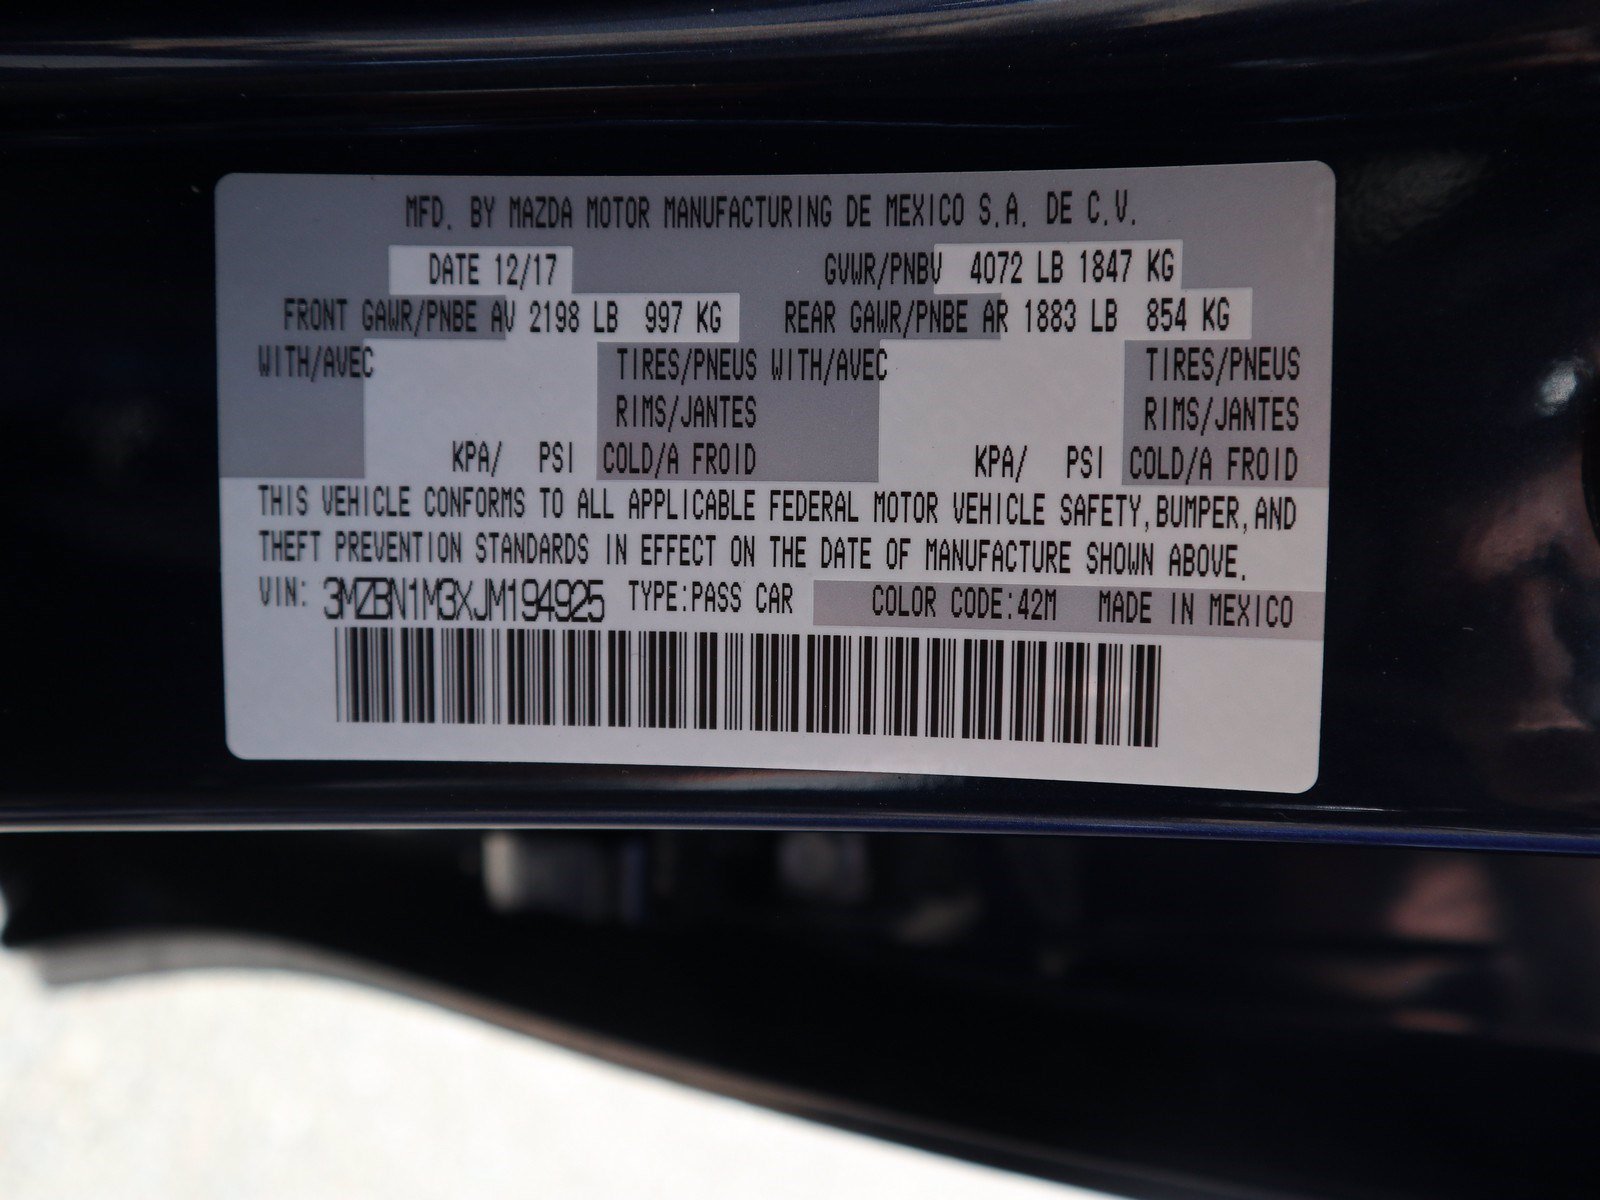 MFD. BY MAZDA MOTOR MANUFACTURING DE MEXICO S.A. DE C.V.
DATE 12/17 GVWR/PNBV 4072 LB 1847 KG
FRONT GAWR/PNBE AV 2198 LB 997 KG REAR GAWR/PNBE AR 1883 LB 854 KG
WITH/AVEC TIRES/PNEUS WITH/AVEC TIRES/PNEUS
RIMS/JANTES RIMS/JANTES
KPA/ PSI COLD/A FROID KPA/ PSI COLD/A FROID
THIS VEHICLE CONFORMS TO ALL APPLICABLE FEDERAL MOTOR VEHICLE SAFETY, BUMPER, AND
THEFT PREVENTION STANDARDS IN EFFECT ON THE DATE OF MANUFACTURE SHOWN ABOVE.
VIN: 3MZBN1M3XJM194925 TYPE:PASS CAR COLOR CODE:42M MADE IN MEXICO